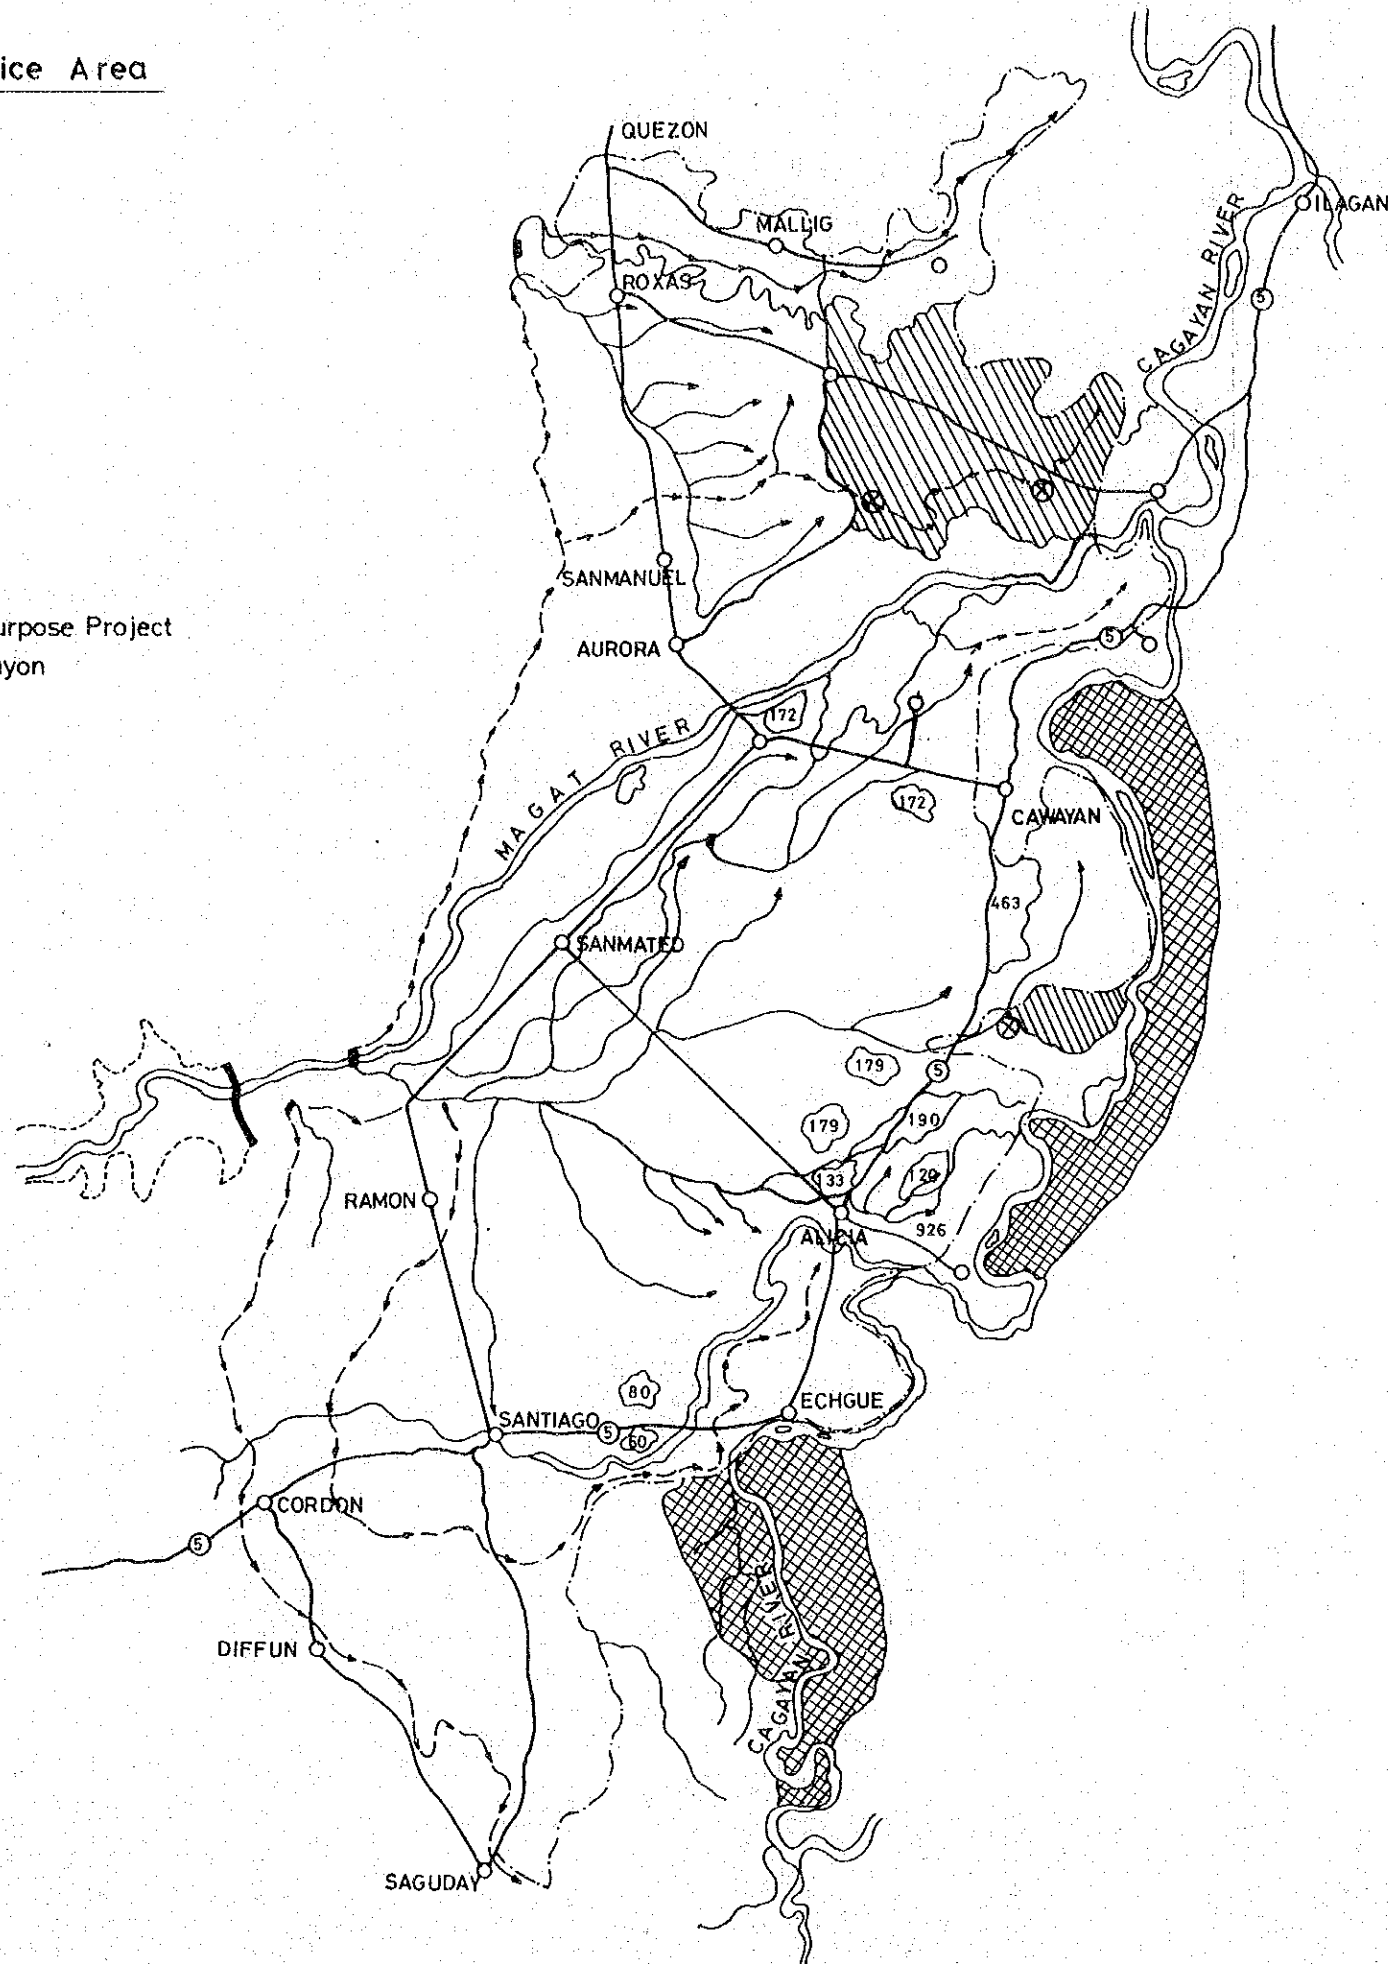 ice Area
QUEZON
MALLIG
ILAGAN
CAGAYAN RIVER
ROXAS
5
SANMANUEL
urpose Project
AURORA
5
yon
MAGAT RIVER
172
172
CAWAYAN
463
SANMATEO
179
5
179
190
133
120
RAMON
926
ALICIA
80
ECHGUE
SANTIAGO
5
60
CORDON
5
CAGAYAN RIVER
DIFFUN
SAGUDAY